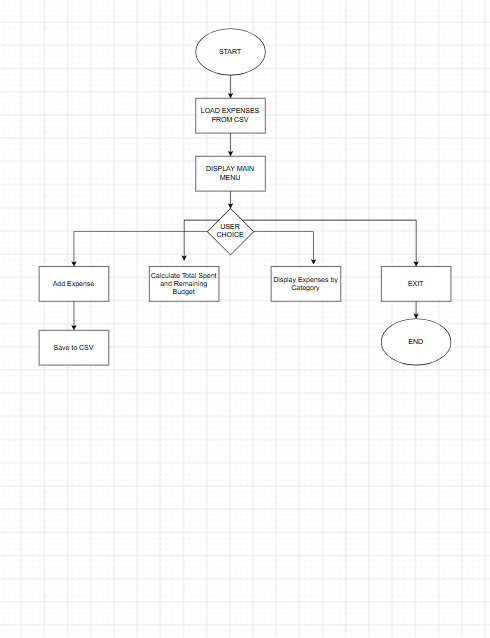 START
LOAD EXPENSES
FROM CSV
DISPLAY MAIN
MENU
USER
CHOICE
Add Expense
Calculate Total Spent
and Remaining
Budget
Display Expenses by
Category
EXIT
Save to CSV
END